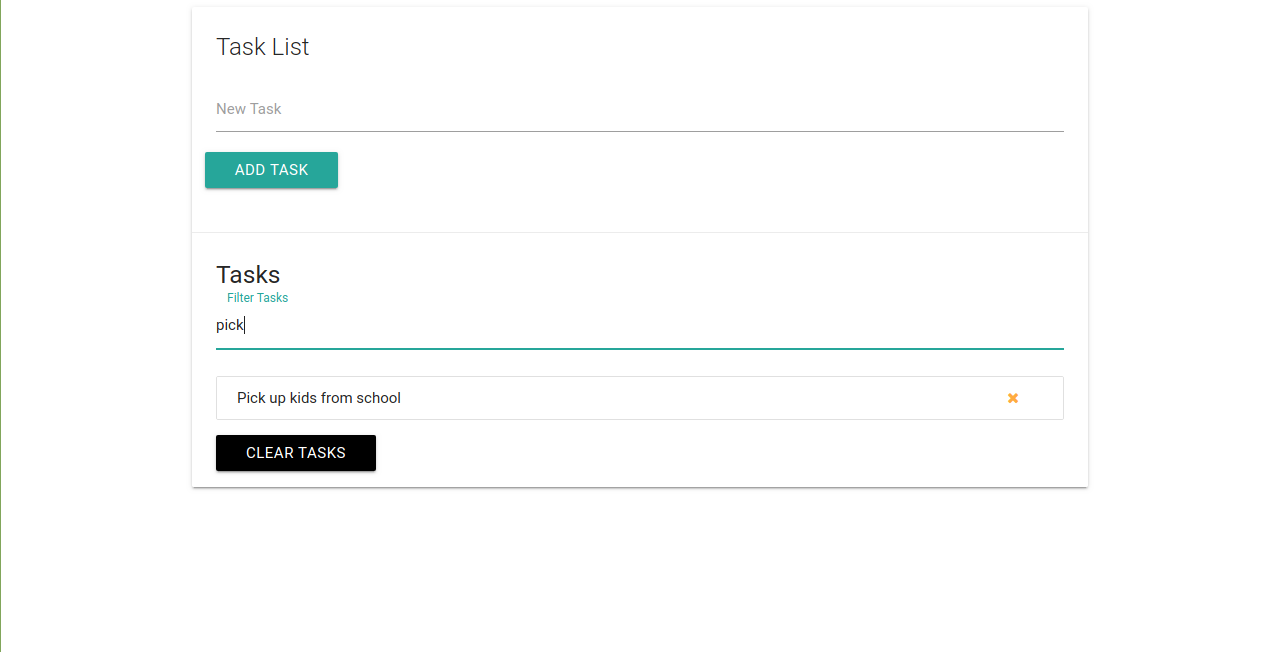 Task List
New Task
ADD TASK
Tasks
Filter Tasks
pick
Pick up kids from school
CLEAR TASKS